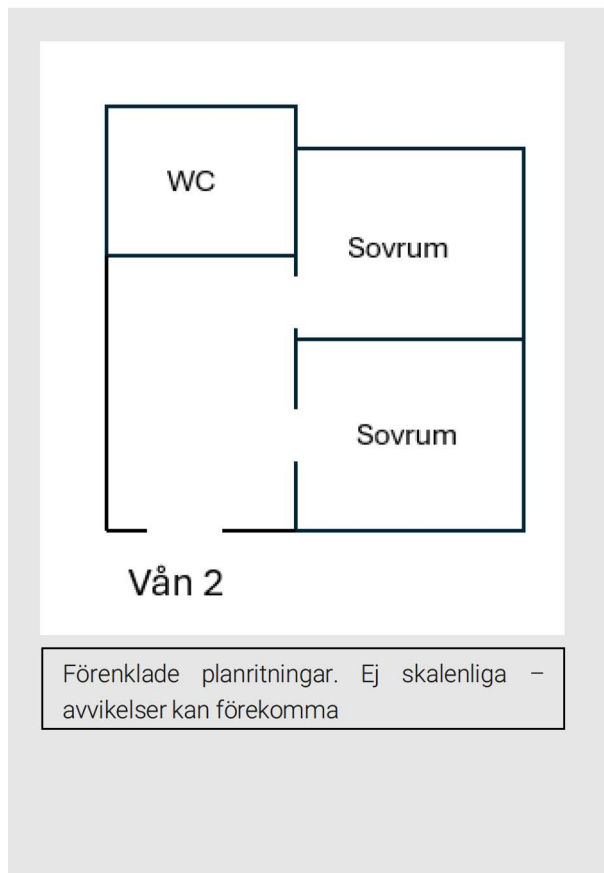 WC
Sovrum
Sovrum
Vån 2
Förenklade planritningar. Ej skalenliga –
avvikelser kan förekomma